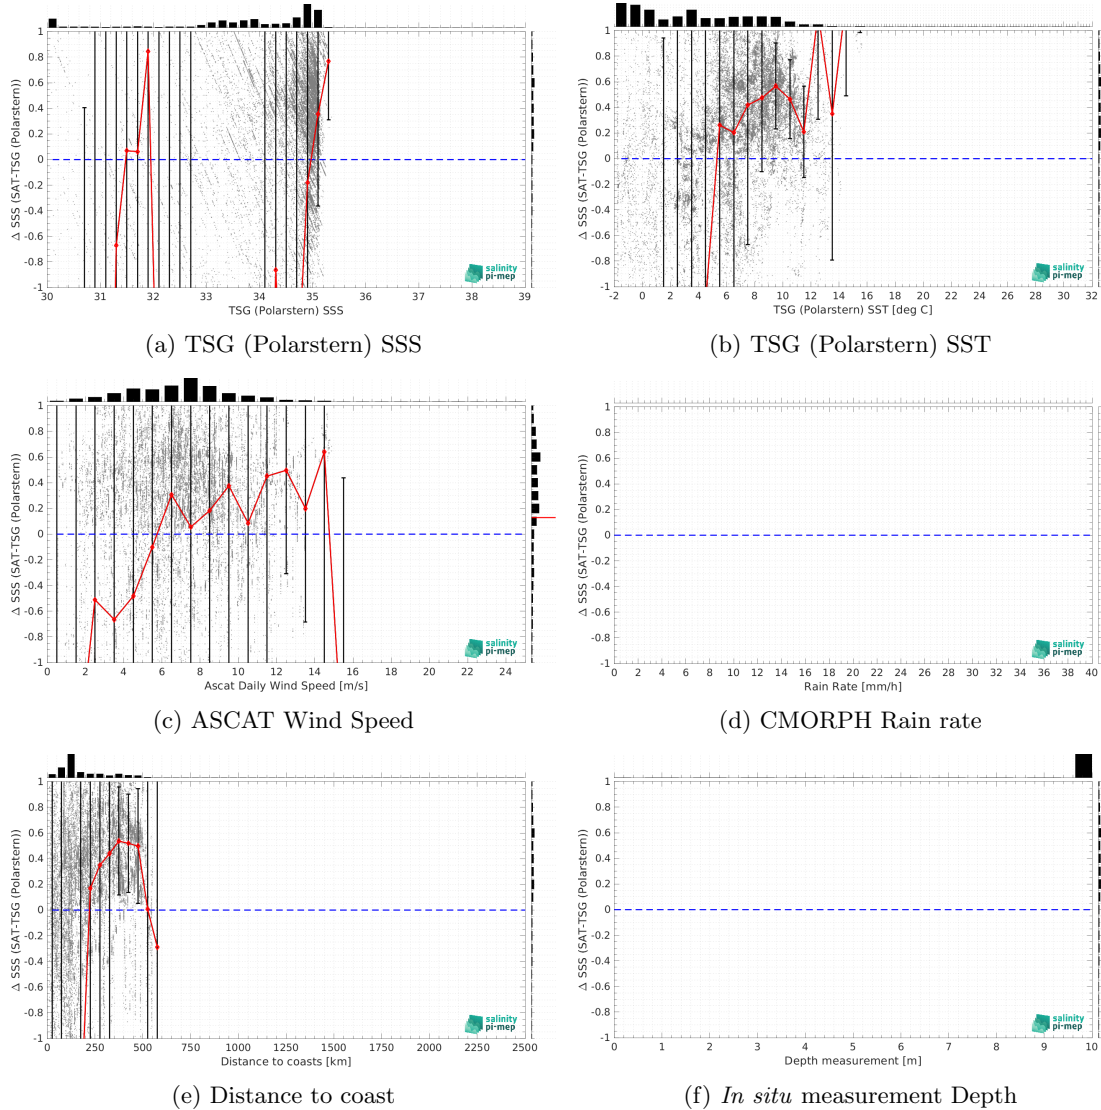 1
0.8
0.6
0.4
0.2
0
-0.2
-0.4
-0.6
-0.8
-1
Δ SSS (SAT-TSG (Polarstern))
salinity
pi-mep
30 31 32 33 34 35 36 37 38 39
TSG (Polarstern) SSS
(a) TSG (Polarstern) SSS
1
0.8
0.6
0.4
0.2
0
-0.2
-0.4
-0.6
-0.8
-1
Δ SSS (SAT-TSG (Polarstern))
salinity
pi-mep
-2 0 2 4 6 8 10 12 14 16 18 20 22 24 26 28 30 32
TSG (Polarstern) SST [deg C]
(b) TSG (Polarstern) SST
1
0.8
0.6
0.4
0.2
0
-0.2
-0.4
-0.6
-0.8
-1
Δ SSS (SAT-TSG (Polarstern))
salinity
pi-mep
0 2 4 6 8 10 12 14 16 18 20 22 24
Ascat Daily Wind Speed [m/s]
(c) ASCAT Wind Speed
1
0.8
0.6
0.4
0.2
0
-0.2
-0.4
-0.6
-0.8
-1
Δ SSS (SAT-TSG (Polarstern))
salinity
pi-mep
0 2 4 6 8 10 12 14 16 18 20 22 24 26 28 30 32 34 36 38 40
Rain Rate [mm/h]
(d) CMORPH Rain rate
1
0.8
0.6
0.4
0.2
0
-0.2
-0.4
-0.6
-0.8
-1
Δ SSS (SAT-TSG (Polarstern))
salinity
pi-mep
0 250 500 750 1000 1250 1500 1750 2000 2250 2500
Distance to coasts [km]
(e) Distance to coast
1
0.8
0.6
0.4
0.2
0
-0.2
-0.4
-0.6
-0.8
-1
Δ SSS (SAT-TSG (Polarstern))
salinity
pi-mep
0 1 2 3 4 5 6 7 8 9 10
Depth measurement [m]
(f) In situ measurement Depth